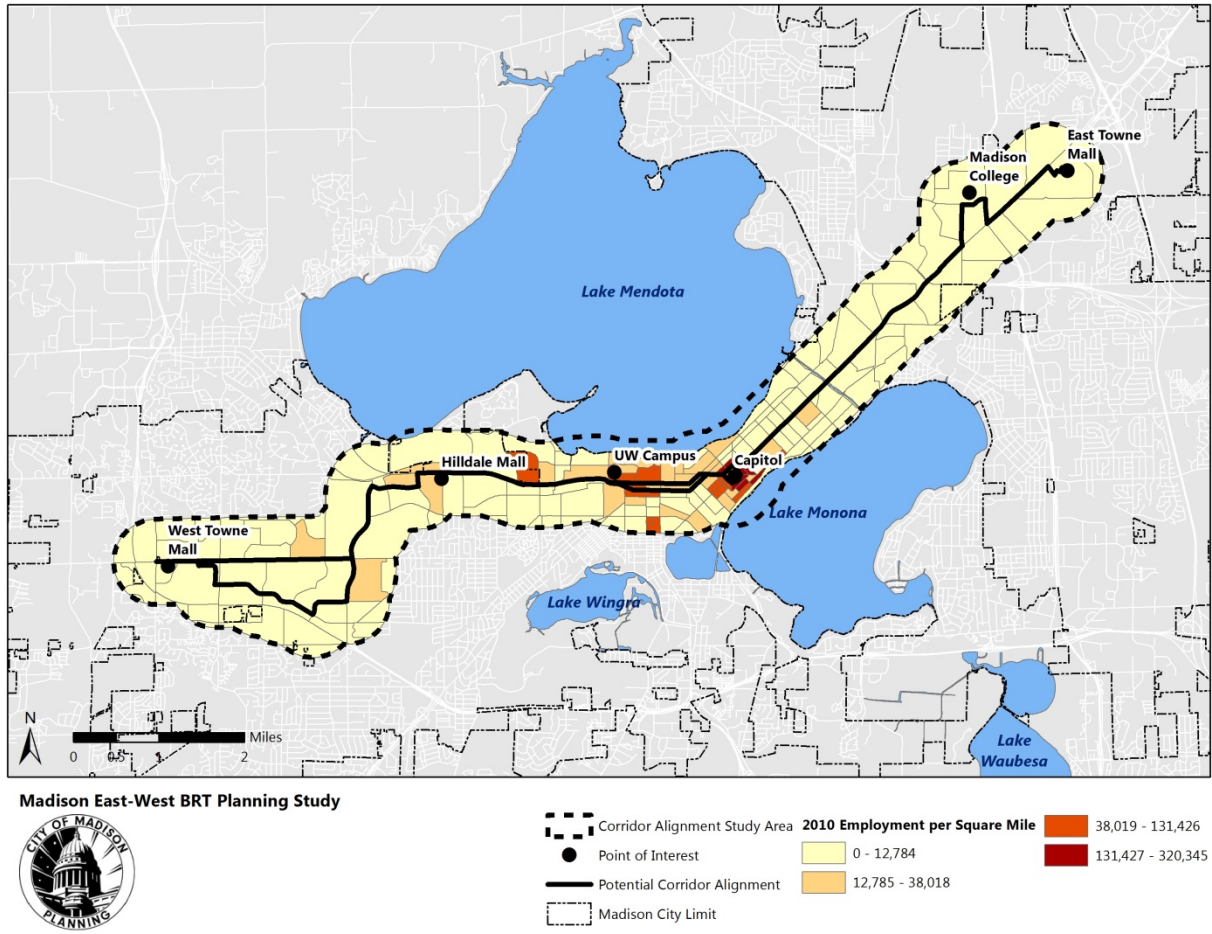 East Towne
Mall
Madison
College
Lake Mendota
Hilldale Mall
UW Campus
Capitol
Lake Monona
West Towne
Mall
Lake Wingra
N
Miles
0 0.5 1 2
Lake
Waubesa
Madison East-West BRT Planning Study
CITY OF MADISON
PLANNING
Corridor Alignment Study Area
Point of Interest
Potential Corridor Alignment
Madison City Limit
2010 Employment per Square Mile
0 - 12,784
12,785 - 38,018
38,019 - 131,426
131,427 - 320,345